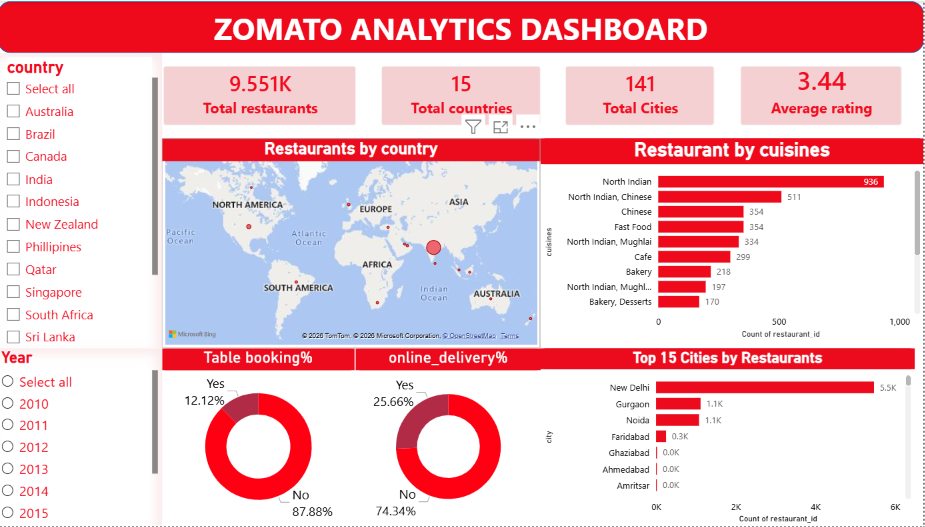 ZOMATO ANALYTICS DASHBOARD
country
Select all
Australia
Brazil
Canada
India
Indonesia
New Zealand
Phillipines
Qatar
Singapore
South Africa
Sri Lanka
Year
Select all
2010
2011
2012
2013
2014
2015
9.551K
Total restaurants
15
Total countries
141
Total Cities
3.44
Average rating
Restaurants by country
NORTH AMERICA
EUROPE
ASIA
Pacific
Ocean
Atlantic
Ocean
AFRICA
SOUTH AMERICA
Indian
Ocean
AUSTRALIA
Microsoft Bing
© 2026 TomTom, © 2026 Microsoft Corporation, © OpenStreetMap Terms
Restaurant by cuisines
cuisines
North Indian 936
North Indian, Chinese 511
Chinese 354
Fast Food 354
North Indian, Mughlai 334
Cafe 299
Bakery 218
North Indian, Mughl... 197
Bakery, Desserts 170
0 500 1,000
Count of restaurant_id
Table booking%
Yes
12.12%
No
87.88%
online_delivery%
Yes
25.66%
No
74.34%
Top 15 Cities by Restaurants
city
New Delhi 5.5K
Gurgaon 1.1K
Noida 1.1K
Faridabad 0.3K
Ghaziabad 0.0K
Ahmedabad 0.0K
Amritsar 0.0K
0K 2K 4K 6K
Count of restaurant_id